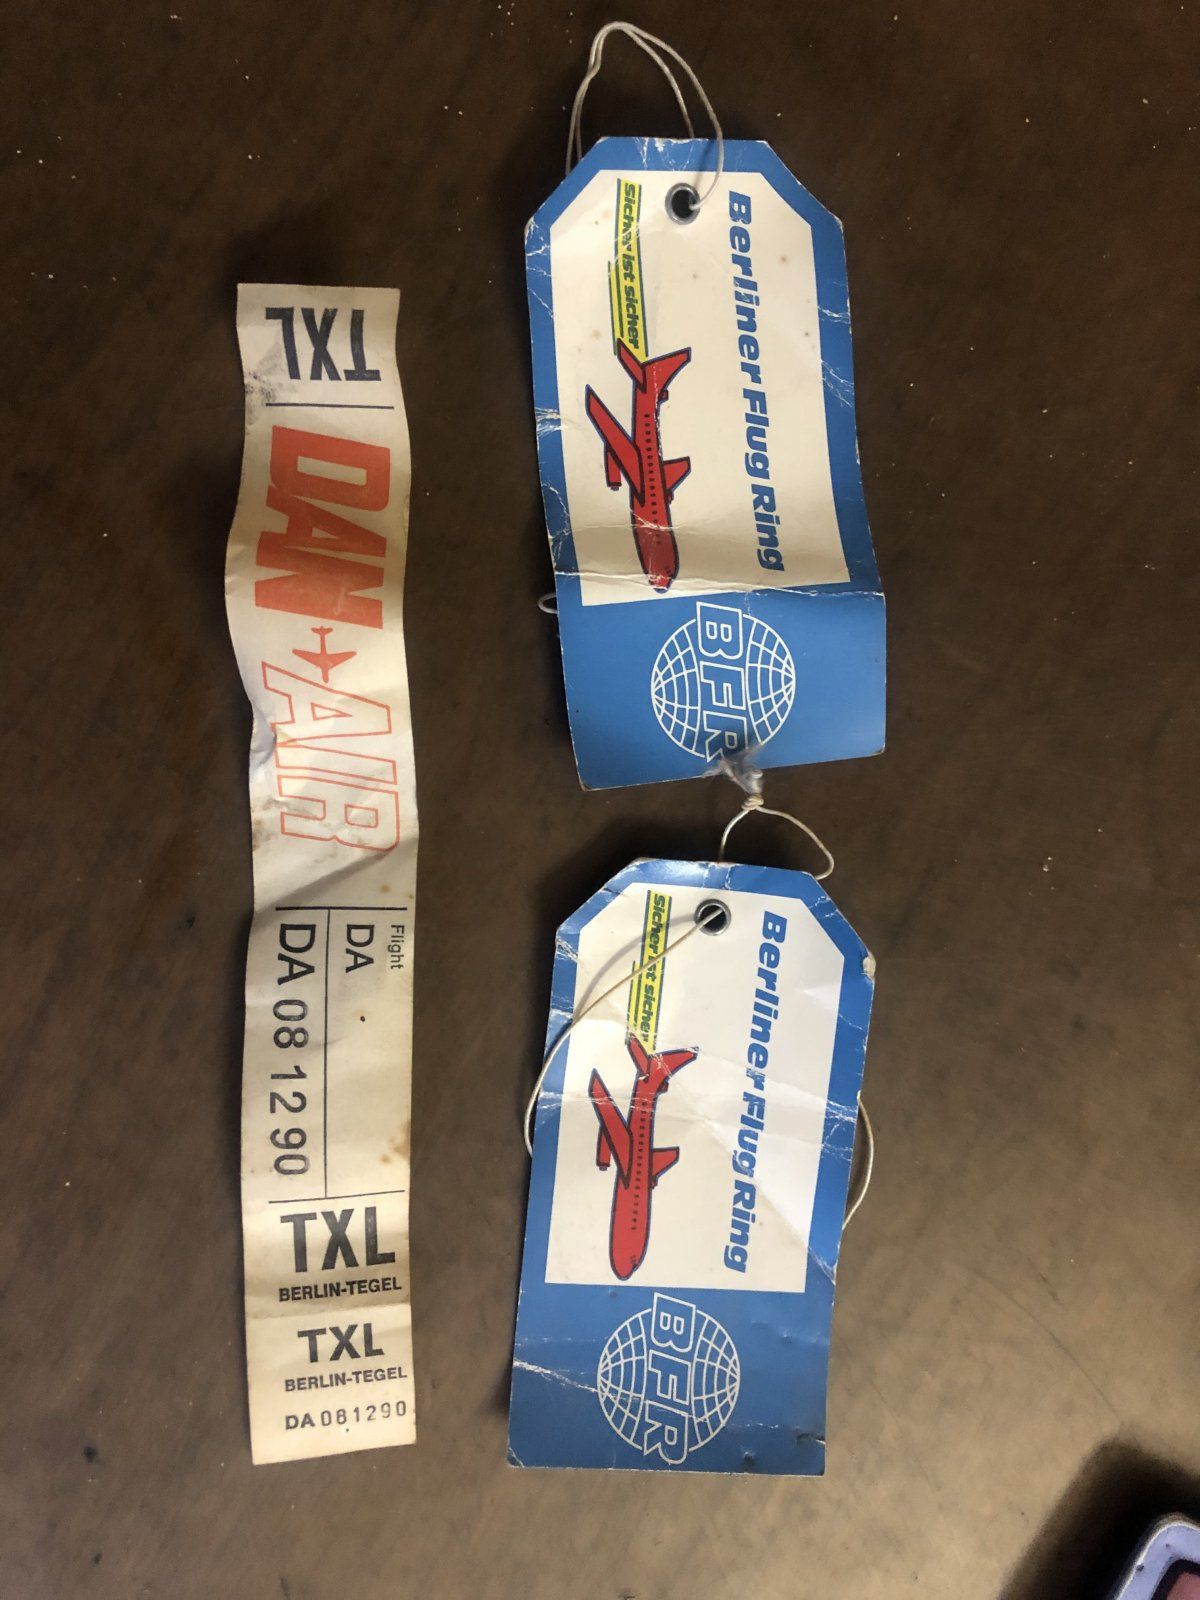 TXL
DAN AIR
Flight
DA
DA 08 12 90
TXL
BERLIN-TEGEL
TXL
BERLIN-TEGEL
DA 081290
Berliner Flug Ring
Sicher ist sicher
BFR
Berliner Flug Ring
Sicher ist sicher
BFR